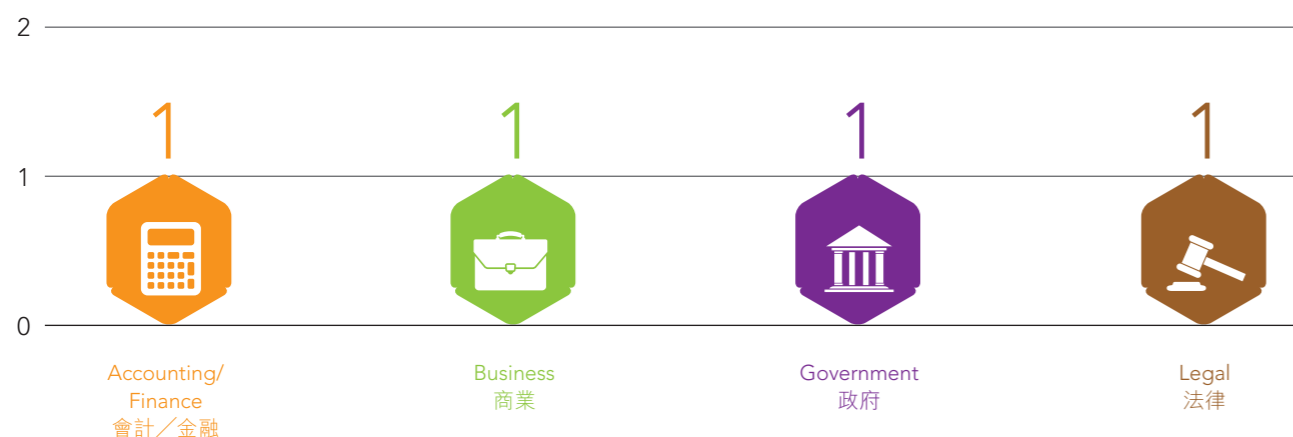 2
1 1 1 1
1
0
Accounting/
Finance
會計／金融
Business
商業
Government
政府
Legal
法律